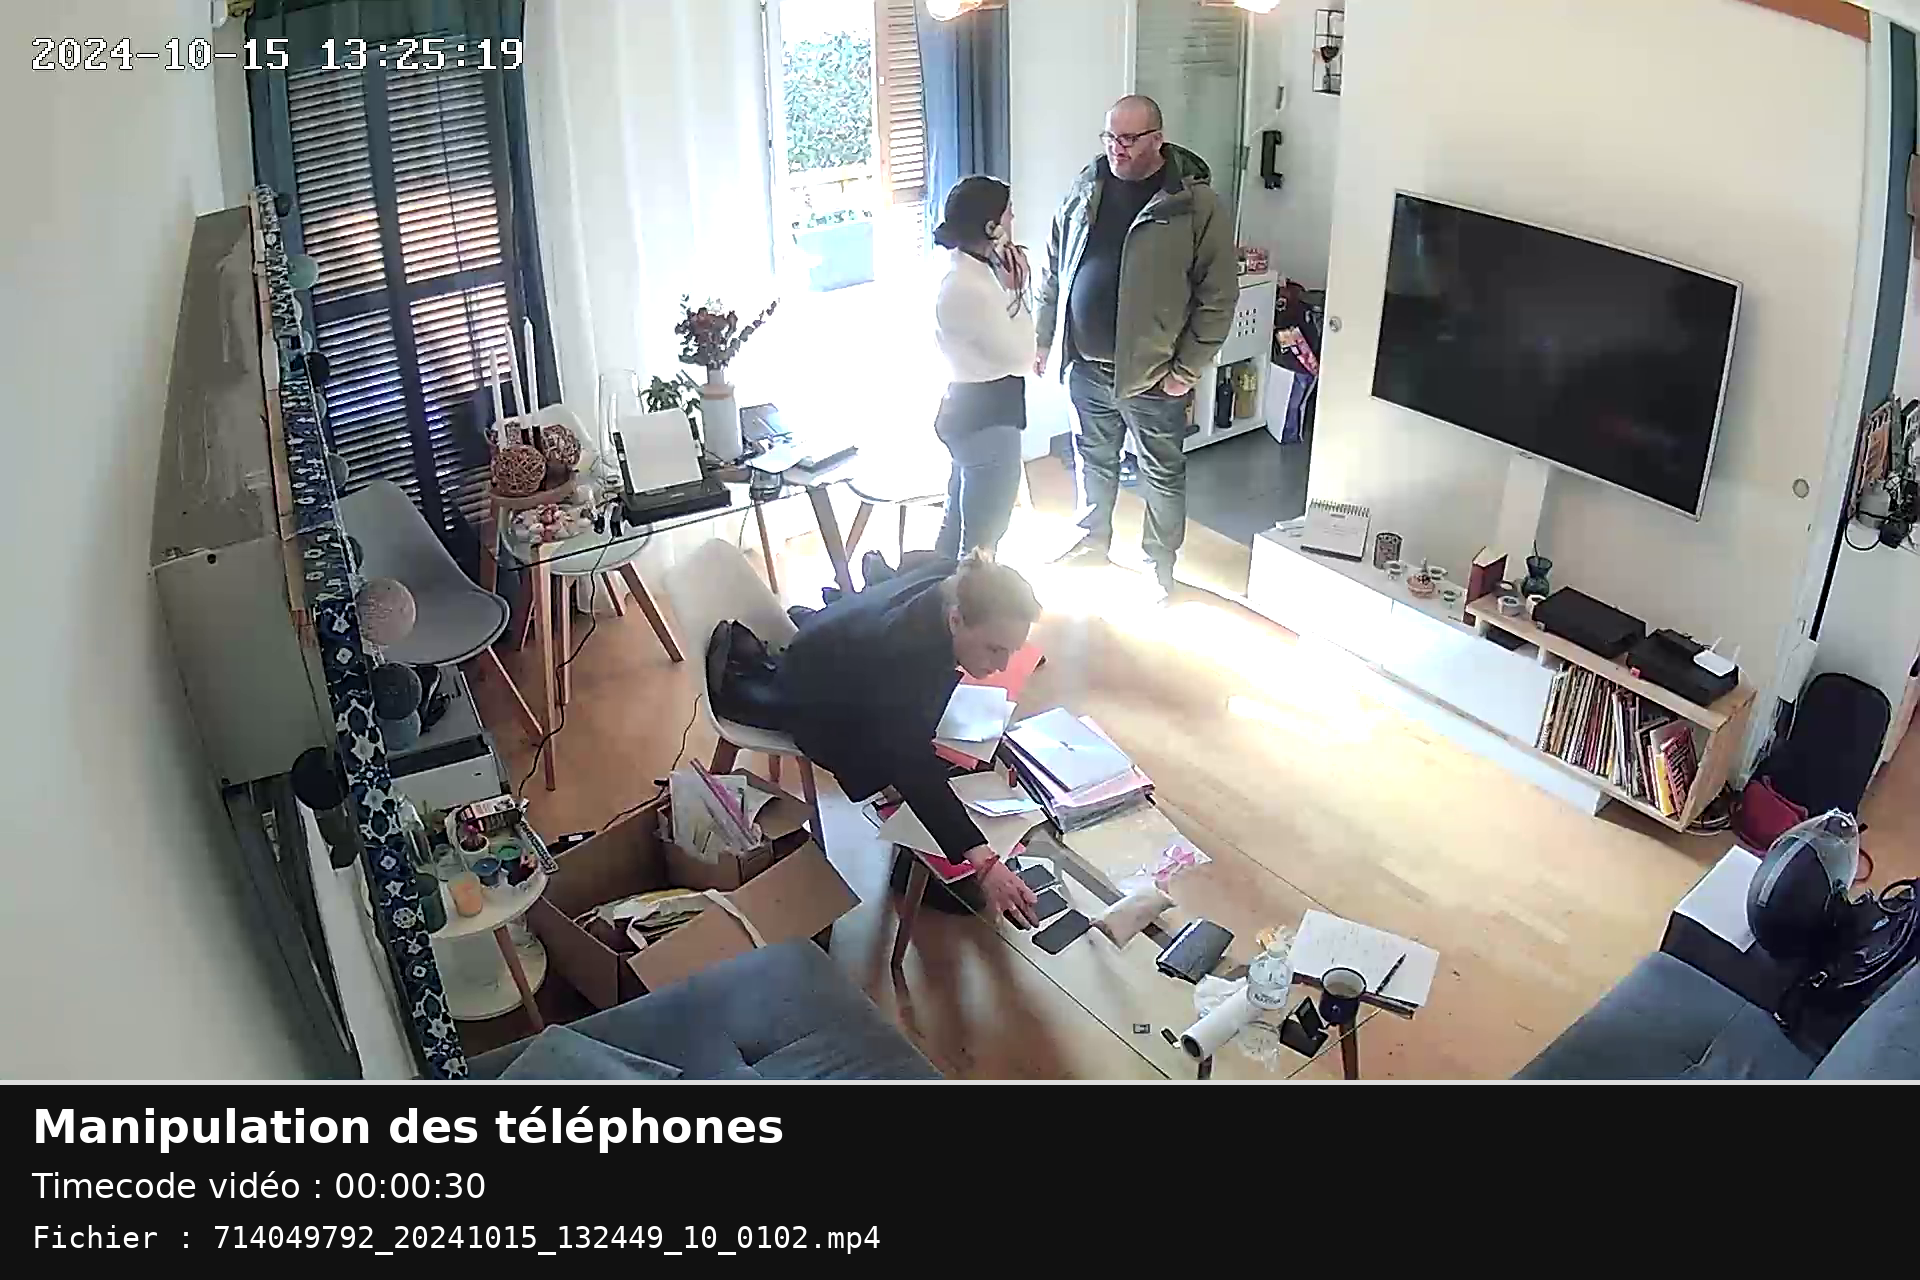 2024-10-15 13:25:19
Manipulation des téléphones
Timecode vidéo : 00:00:30
Fichier : 714049792_20241015_132449_10_0102.mp4